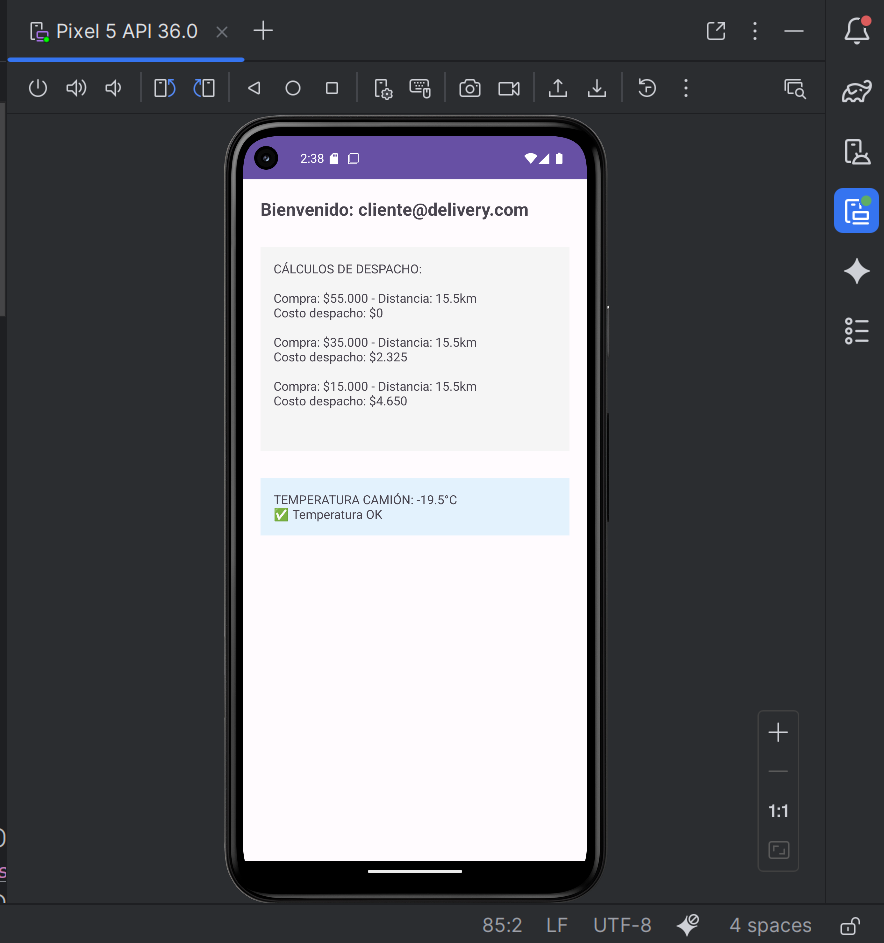 Pixel 5 API 36.0
2:38
Bienvenido: cliente@delivery.com
CÁLCULOS DE DESPACHO:
Compra: $55.000 - Distancia: 15.5km
Costo despacho: $0
Compra: $35.000 - Distancia: 15.5km
Costo despacho: $2.325
Compra: $15.000 - Distancia: 15.5km
Costo despacho: $4.650
TEMPERATURA CAMIÓN: -19.5°C
✅ Temperatura OK
1:1
85:2 LF UTF-8 4 spaces